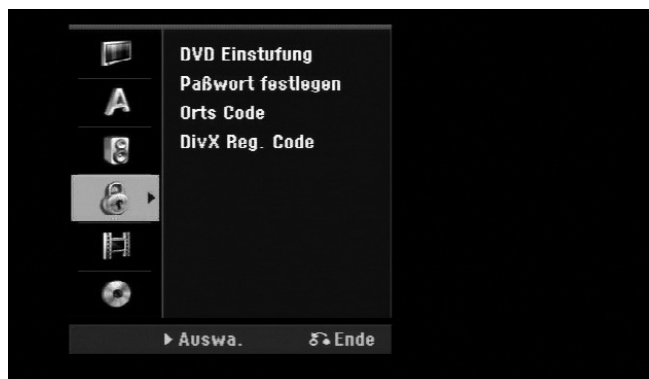 DVD Einstufung
Paßwort festlegen
Orts Code
DivX Reg. Code
Auswa. Ende